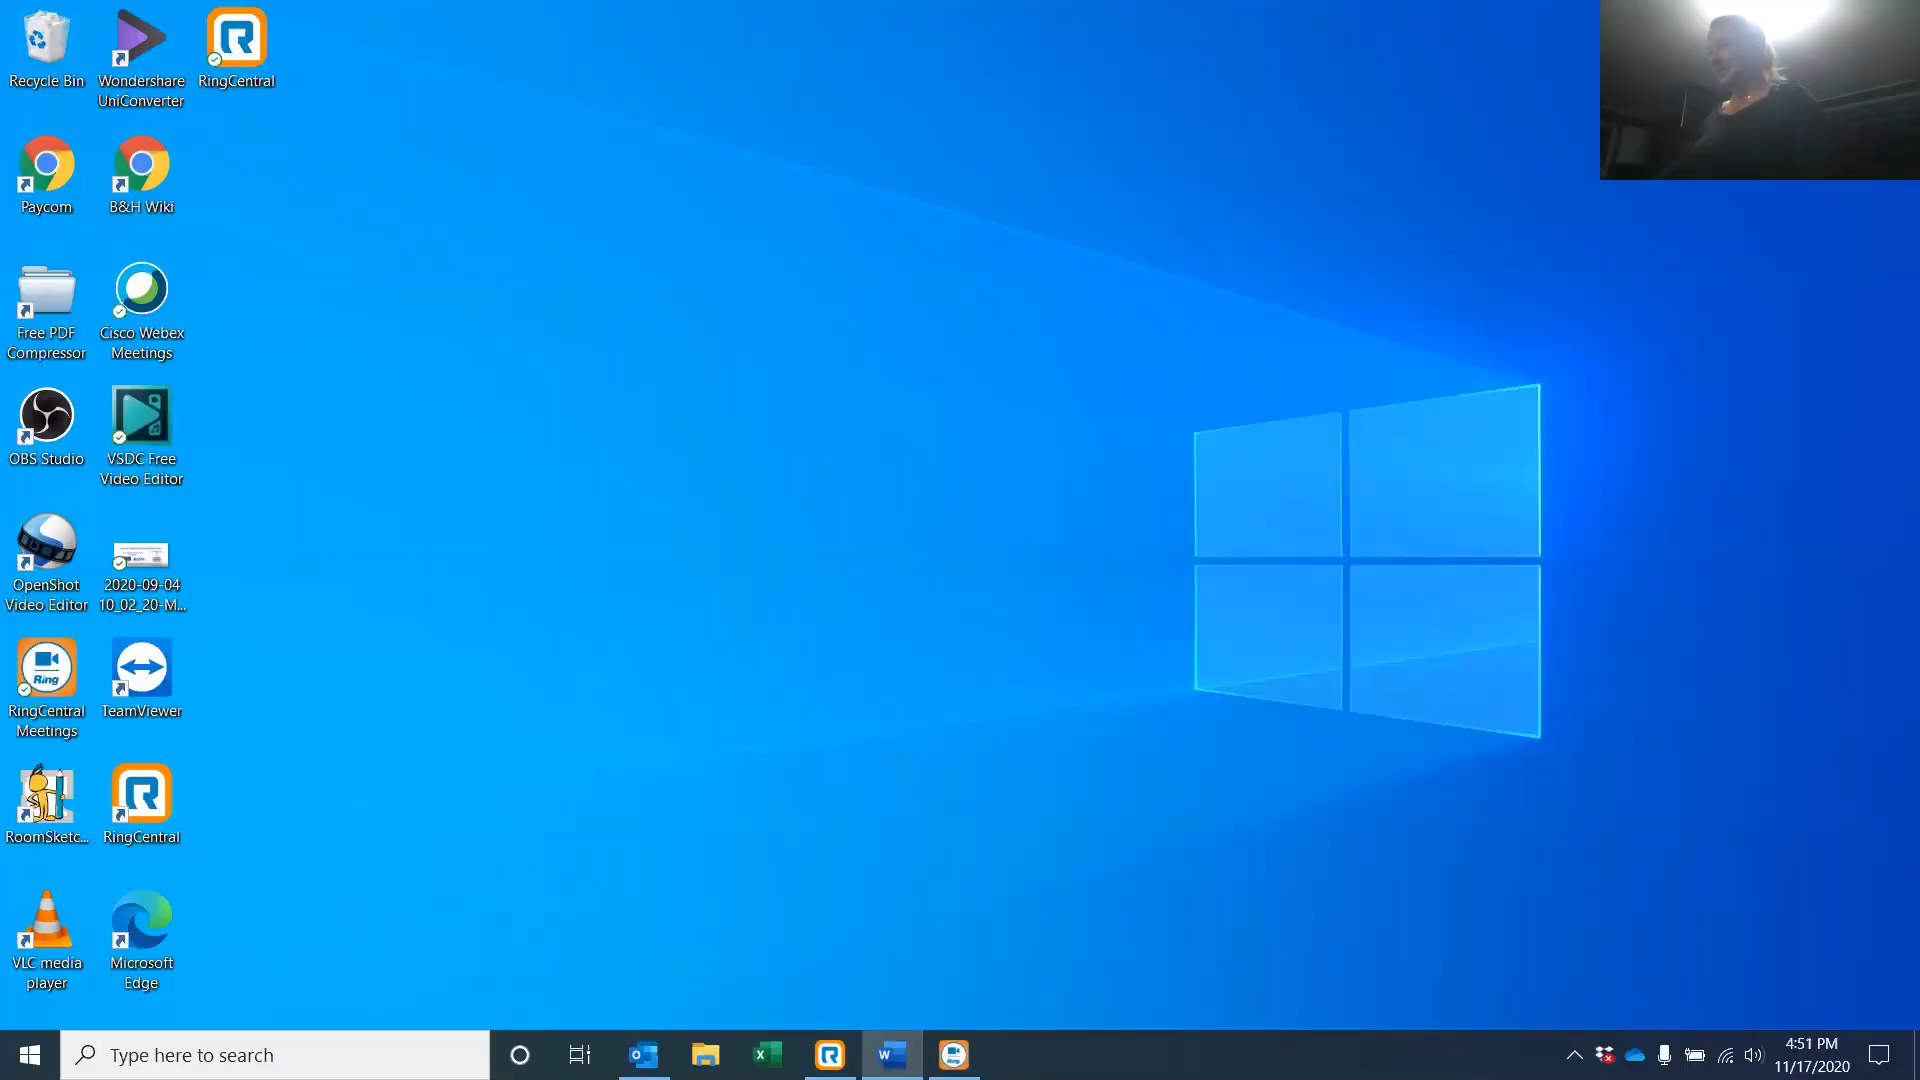 Recycle Bin
Wondershare
UniConverter
RingCentral
Paycom
B&H Wiki
Free PDF
Compressor
Cisco Webex
Meetings
OBS Studio
VSDC Free
Video Editor
OpenShot
Video Editor
2020-09-04
10_02_20-M...
Ring
RingCentral
Meetings
TeamViewer
RoomSketc...
RingCentral
VLC media
player
Microsoft
Edge
Type here to search
4:51 PM
11/17/2020